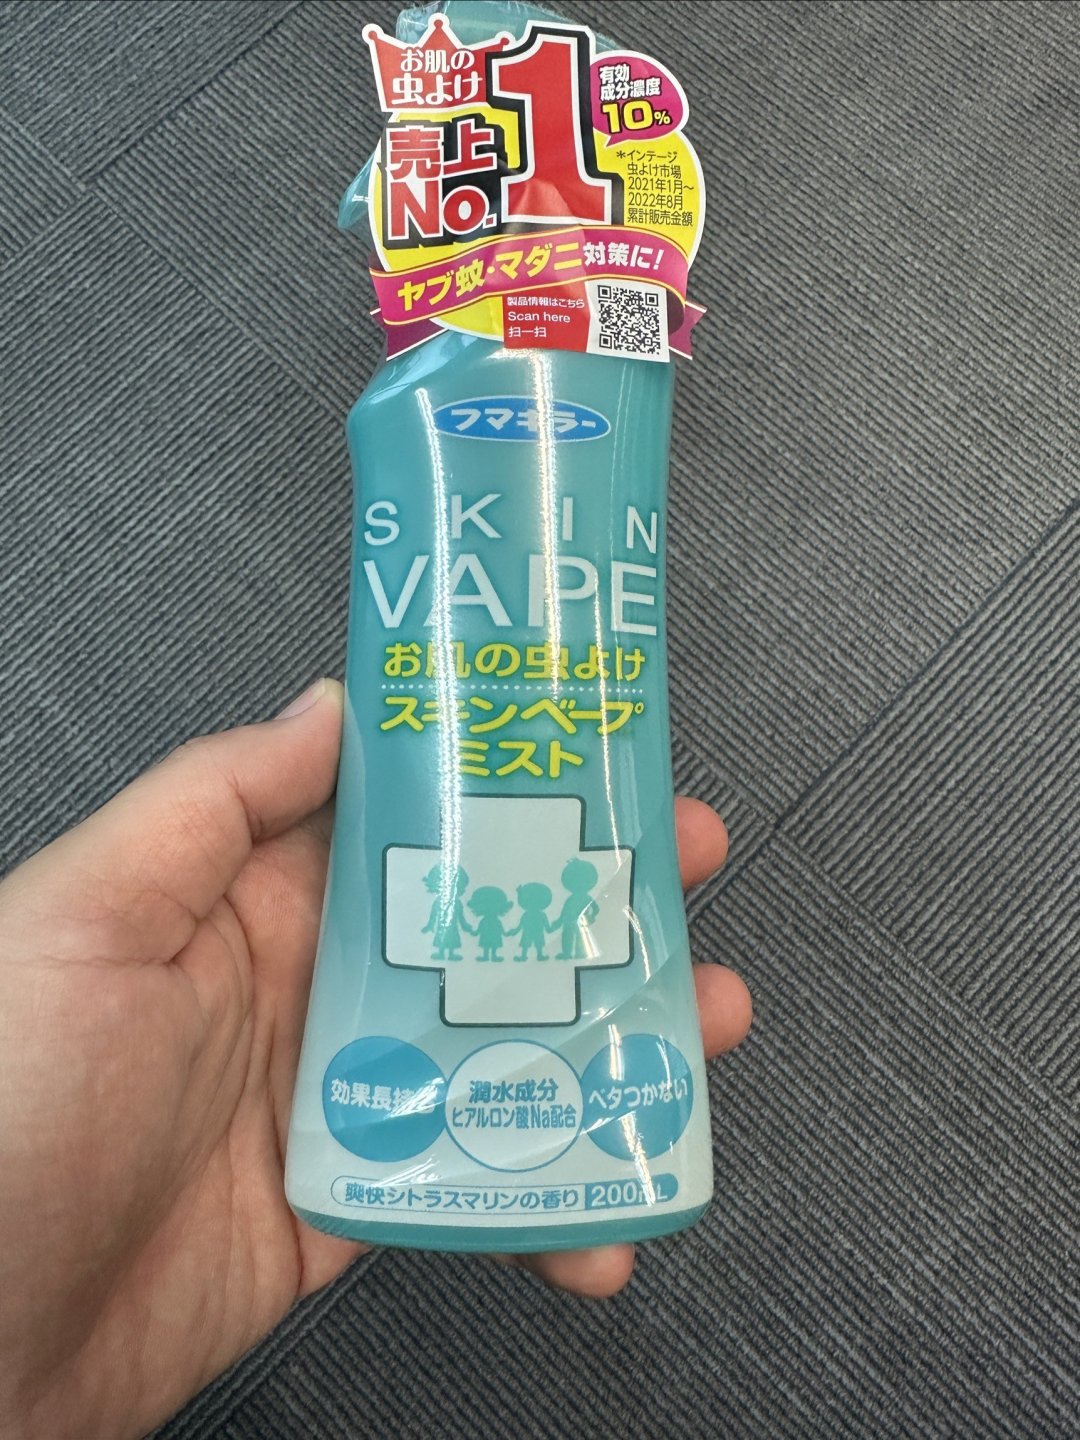 お肌の
虫よけ
売上
No.1
有効
成分濃度
10%
*インテージ
虫よけ市場
2021年1月~
2022年8月
累計販売金額
ヤブ蚊・マダニ対策に!
製品情報はこちら
Scan here
扫一扫
フマキラー
SKIN
VAPE
お肌の虫よけ
スキンベープ
ミスト
効果長持
潤水成分
ヒアルロン酸Na配合
ベタつかない
爽快シトラスマリンの香り 200mL